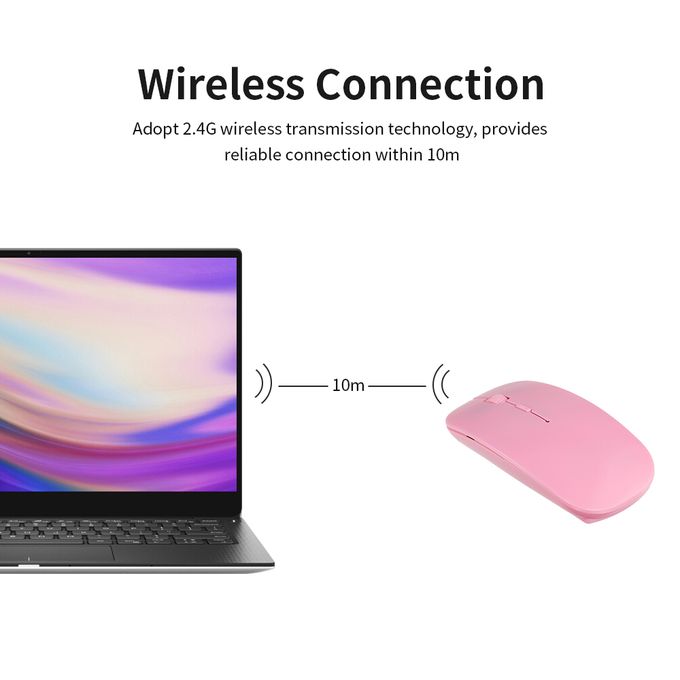 Wireless Connection
Adopt 2.4G wireless transmission technology, provides
reliable connection within 10m
10m